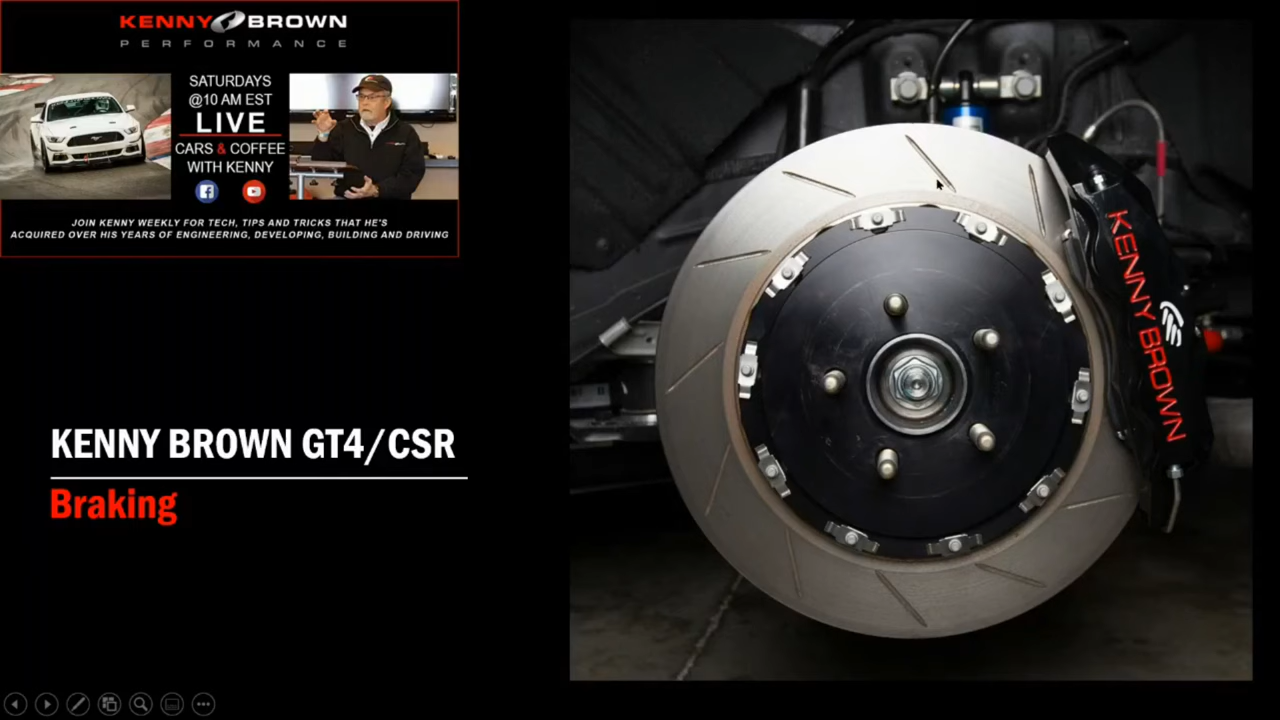 KENNY BROWN
PERFORMANCE
SATURDAYS
@10 AM EST
LIVE
CARS & COFFEE
WITH KENNY
JOIN KENNY WEEKLY FOR TECH, TIPS AND TRICKS THAT HE'S
ACQUIRED OVER HIS YEARS OF ENGINEERING, DEVELOPING, BUILDING AND DRIVING
KENNY BROWN GT4/CSR
Braking
KENNY BROWN